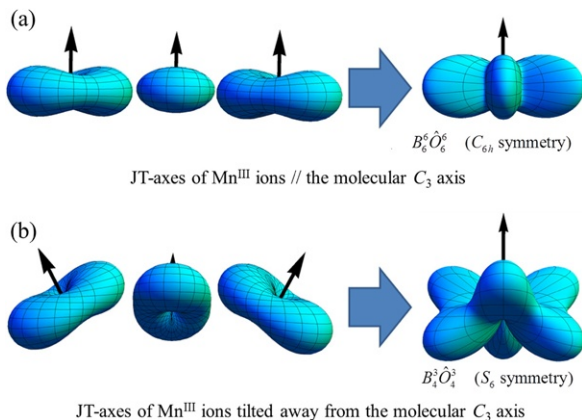 (a)
B₆⁶Ô₆⁶ (C₆ₕ symmetry)
JT-axes of Mnᴵᴵᴵ ions // the molecular C₃ axis
(b)
B₄³Ô₄³ (S₆ symmetry)
JT-axes of Mnᴵᴵᴵ ions tilted away from the molecular C₃ axis